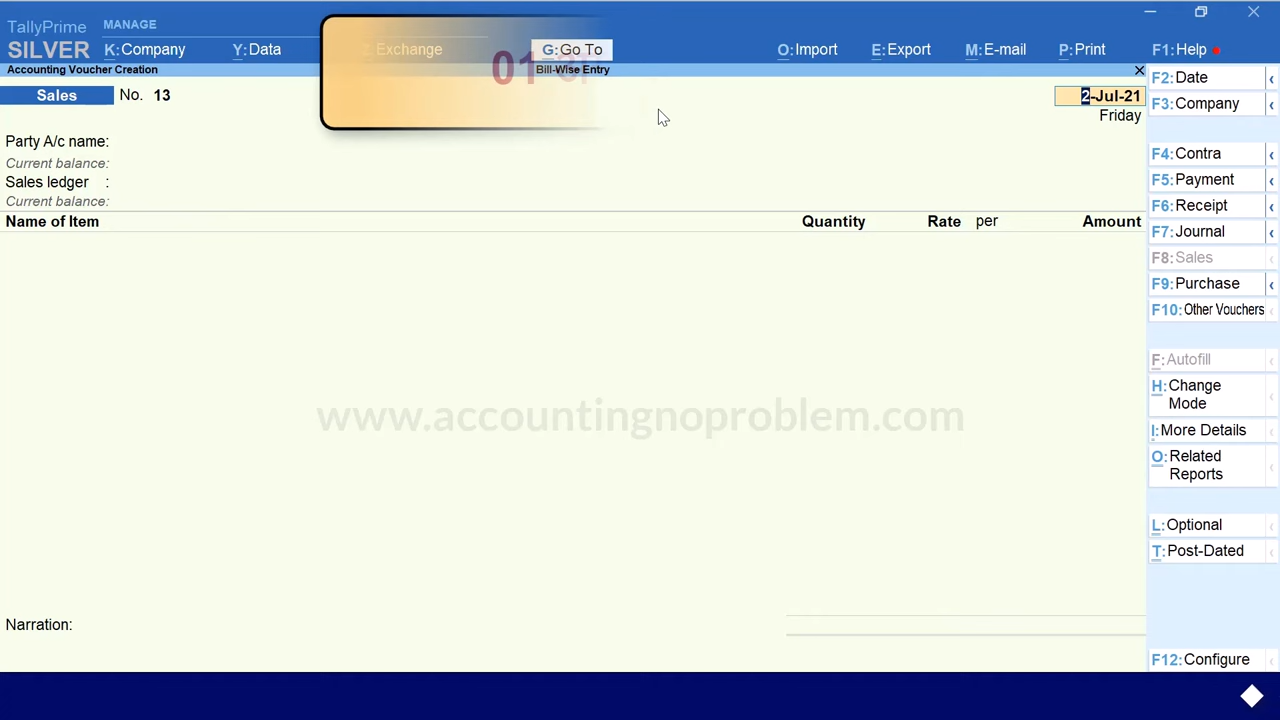 TallyPrime MANAGE
SILVER K:Company Y:Data Exchange G:Go To O:Import E:Export M:E-mail P:Print F1:Help
Accounting Voucher Creation Bill-Wise Entry
Sales No. 13 2-Jul-21
Friday
Party A/c name:
Current balance:
Sales ledger :
Current balance:
Name of Item Quantity Rate per Amount
www.accountingnoproblem.com
Narration:
F2:Date
F3:Company
F4:Contra
F5:Payment
F6:Receipt
F7:Journal
F8:Sales
F9:Purchase
F10:Other Vouchers
F:Autofill
H:Change
Mode
I:More Details
O:Related
Reports
L:Optional
T:Post-Dated
F12:Configure